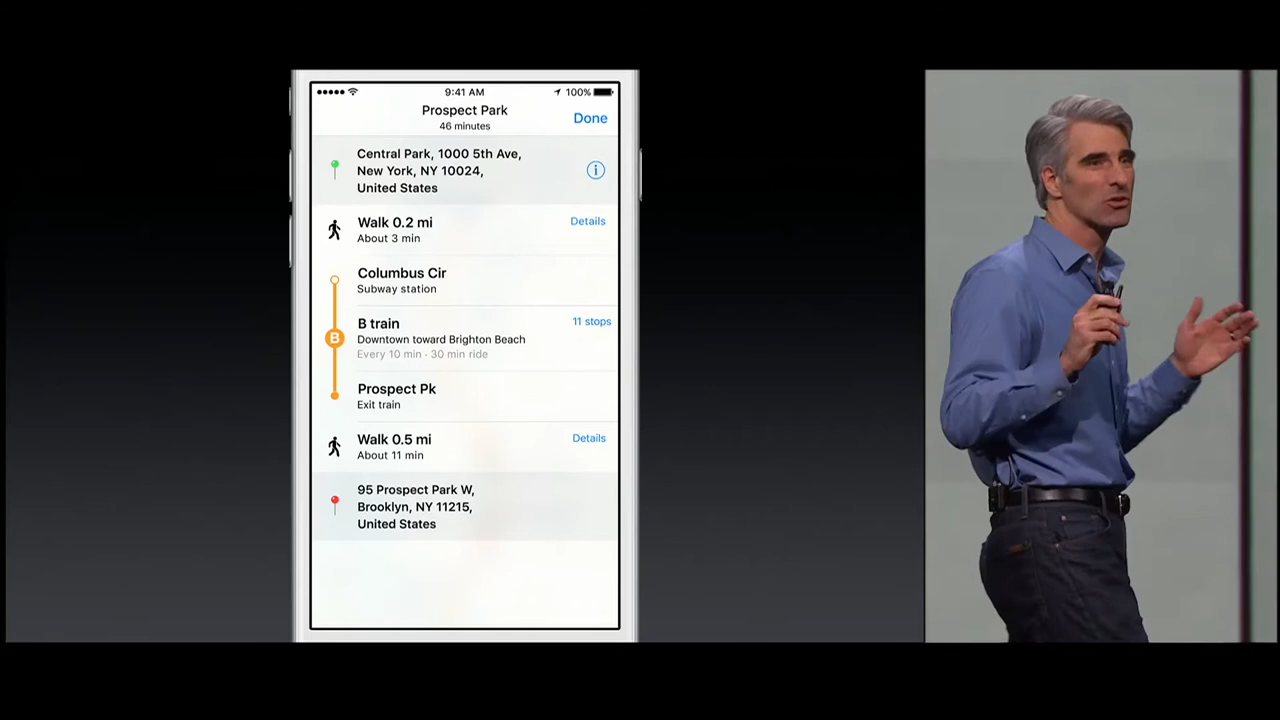 9:41 AM
100%
Prospect Park
46 minutes
Done
Central Park, 1000 5th Ave,
New York, NY 10024,
United States
Walk 0.2 mi
Details
About 3 min
Columbus Cir
Subway station
B train
11 stops
B
Downtown toward Brighton Beach
Every 10 min · 30 min ride
Prospect Pk
Exit train
Walk 0.5 mi
Details
About 11 min
95 Prospect Park W,
Brooklyn, NY 11215,
United States